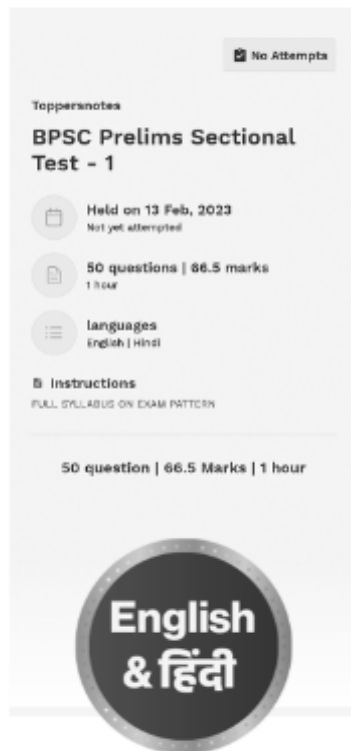 No Attempts
Toppersnotes
BPSC Prelims Sectional
Test - 1
Held on 13 Feb, 2023
Not yet attempted
50 questions | 66.5 marks
1 hour
languages
English | Hindi
Instructions
FULL SYLLABUS ON EXAM PATTERN
50 question | 66.5 Marks | 1 hour
English
& हिंदी